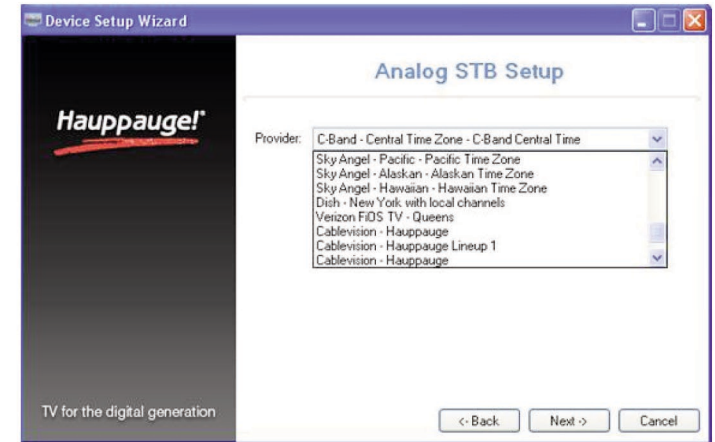 Device Setup Wizard
Analog STB Setup
Hauppauge!
Provider: C-Band - Central Time Zone - C-Band Central Time
Sky Angel - Pacific - Pacific Time Zone
Sky Angel - Alaskan - Alaskan Time Zone
Sky Angel - Hawaiian - Hawaiian Time Zone
Dish - New York with local channels
Verizon FiOS TV - Queens
Cablevision - Hauppauge
Cablevision - Hauppauge Lineup 1
Cablevision - Hauppauge
TV for the digital generation
<- Back
Next ->
Cancel